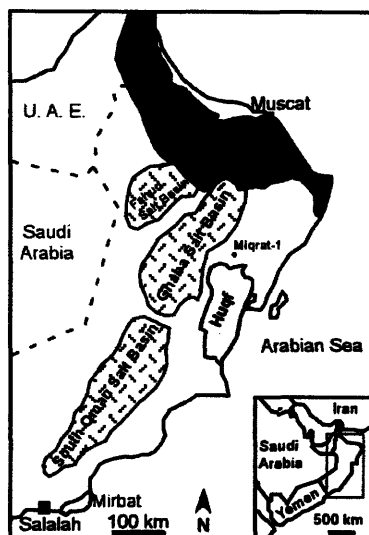 Muscat
U. A. E.
Fahud
Salt Basin
Saudi
Arabia
Ghaba Salt Basin
Miqrat-1
Huqf
Arabian Sea
South Oman Salt Basin
Mirbat
Salalah
100 km
N
Iran
Saudi
Arabia
Yemen
500 km